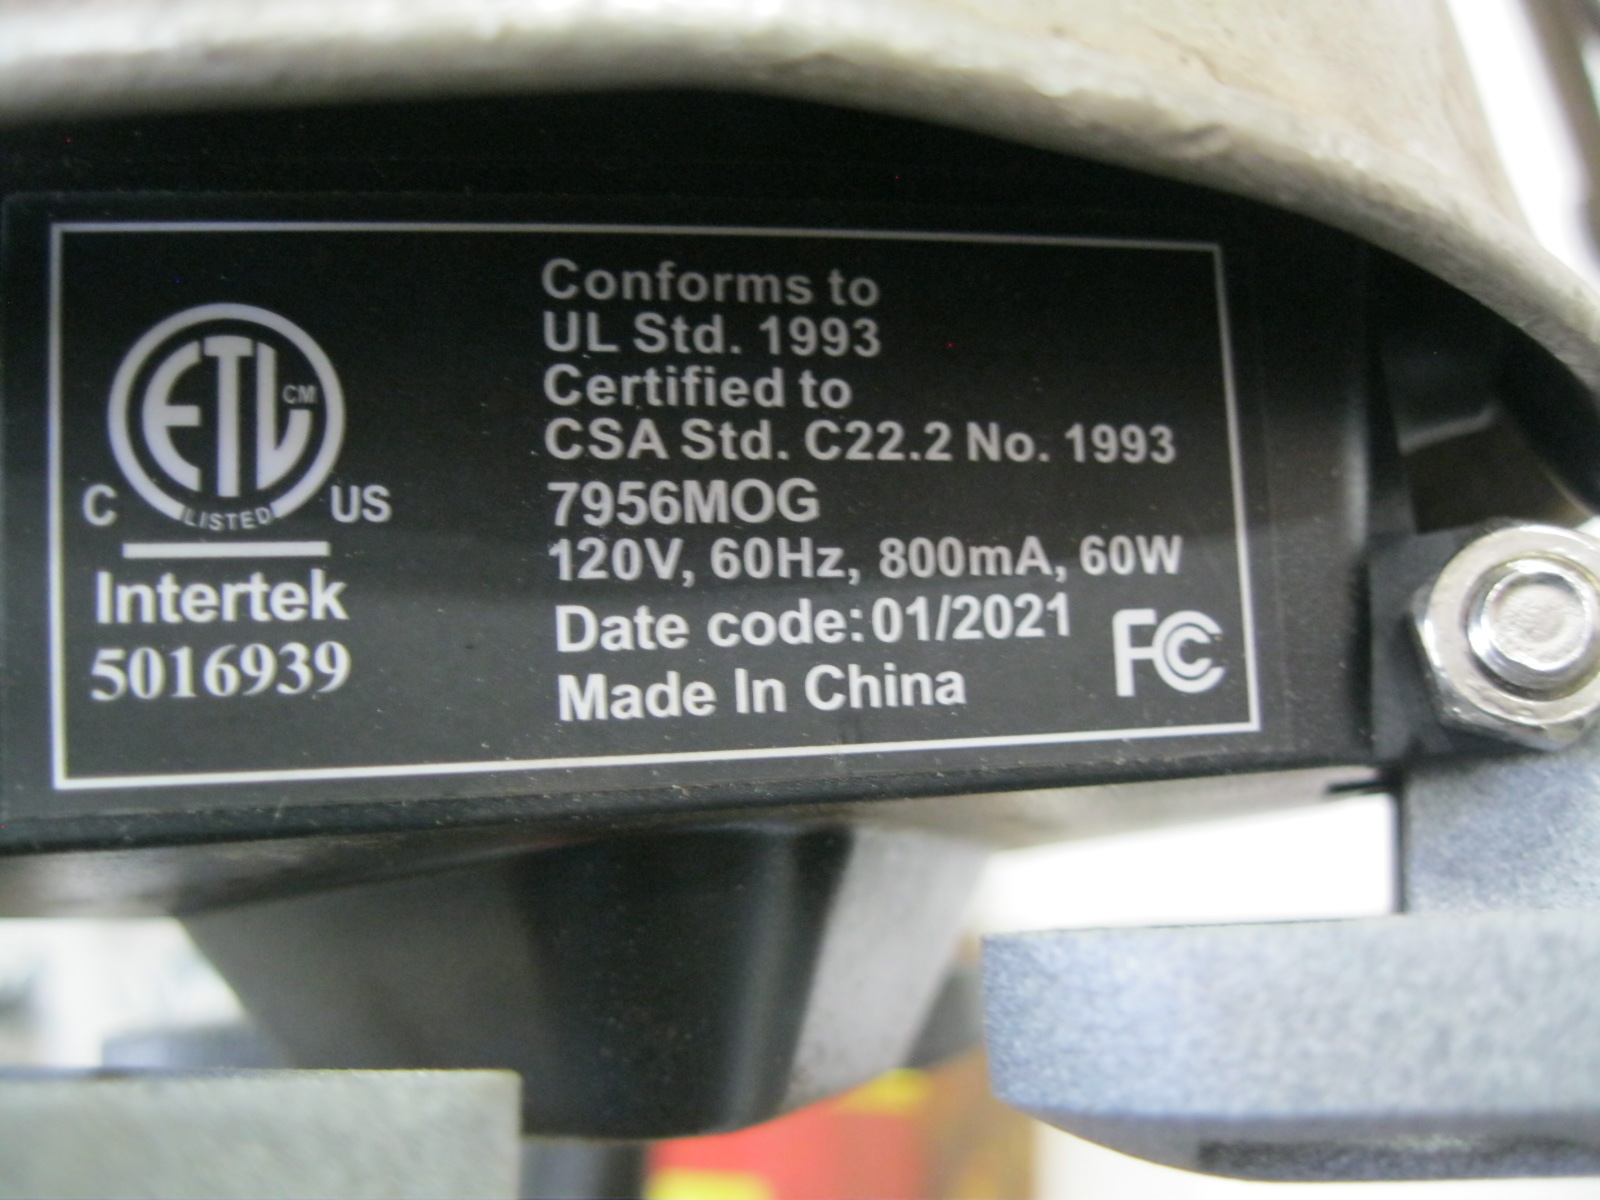 ETL CM
C LISTED US
Intertek
5016939
Conforms to
UL Std. 1993
Certified to
CSA Std. C22.2 No. 1993
7956MOG
120V, 60Hz, 800mA, 60W
Date code:01/2021
Made In China
FC